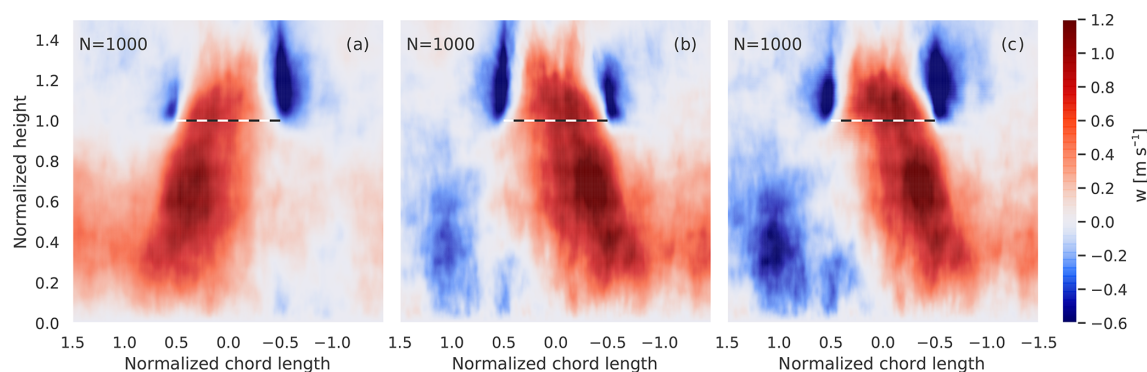 N=1000 (a)
N=1000 (b)
N=1000 (c)
Normalized height
1.4
1.2
1.0
0.8
0.6
0.4
0.2
0.0
1.5 1.0 0.5 0.0 −0.5 −1.0
1.5 1.0 0.5 0.0 −0.5 −1.0
1.5 1.0 0.5 0.0 −0.5 −1.0 −1.5
Normalized chord length
Normalized chord length
Normalized chord length
1.2
1.0
0.8
0.6
0.4
0.2
0.0
−0.2
−0.4
−0.6
w [m s⁻¹]